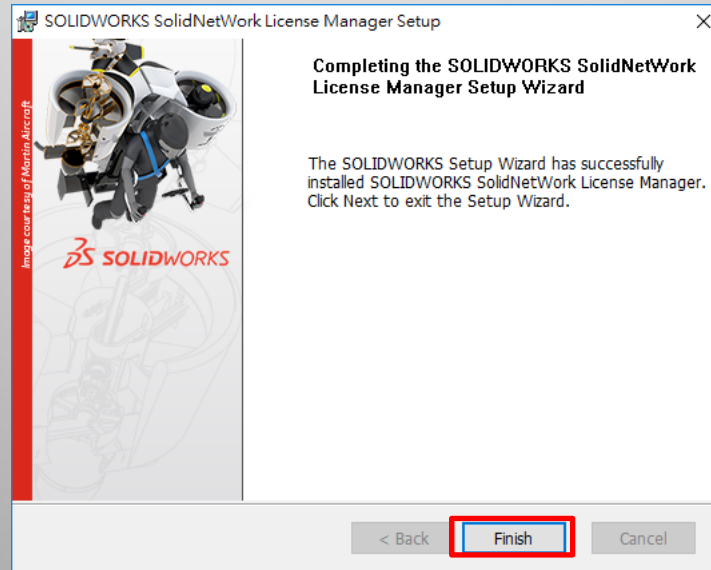 SOLIDWORKS SolidNetWork License Manager Setup
Image courtesy of Martin Aircraft
SOLIDWORKS
Completing the SOLIDWORKS SolidNetWork
License Manager Setup Wizard
The SOLIDWORKS Setup Wizard has successfully
installed SOLIDWORKS SolidNetWork License Manager.
Click Next to exit the Setup Wizard.
< Back Finish Cancel